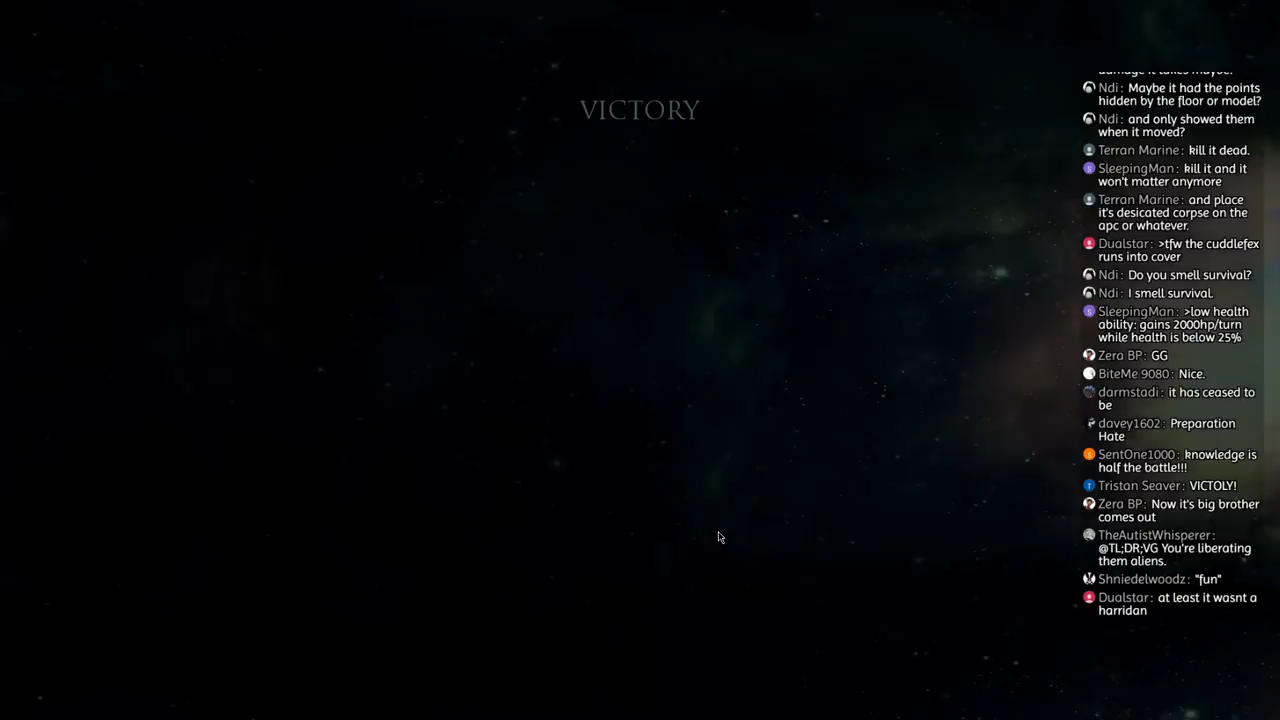 VICTORY
damage it takes maybe.
Ndi: Maybe it had the points
hidden by the floor or model?
Ndi: and only showed them
when it moved?
Terran Marine: kill it dead.
SleepingMan: kill it and it
won't matter anymore
Terran Marine: and place
it's desicated corpse on the
apc or whatever.
Dualstar: >tfw the cuddlefex
runs into cover
Ndi: Do you smell survival?
Ndi: I smell survival.
SleepingMan: >low health
ability: gains 2000hp/turn
while health is below 25%
Zera BP: GG
BiteMe 9080: Nice.
darmstadi: it has ceased to
be
davey1602: Preparation
Hate
SentOne1000: knowledge is
half the battle!!!
Tristan Seaver: VICTOLY!
Zera BP: Now it's big brother
comes out
TheAutistWhisperer:
@TL;DR;VG You're liberating
them aliens.
Shniedelwoodz: "fun"
Dualstar: at least it wasnt a
harridan